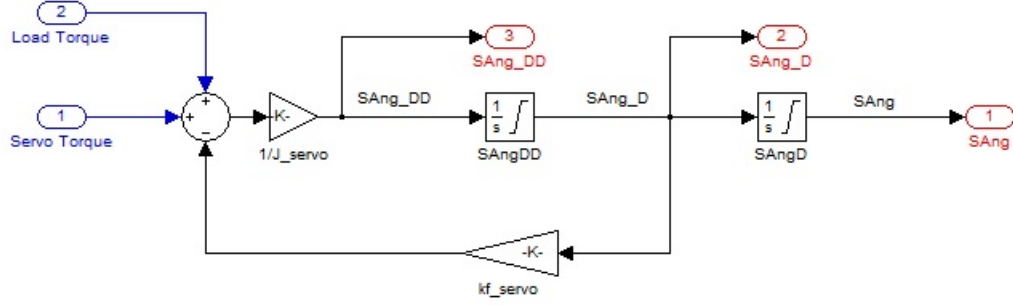 2
Load Torque
3
SAng_DD
2
SAng_D
1
Servo Torque
+
+
−
K-
1/J_servo
SAng_DD
1
s
SAngDD
SAng_D
1
s
SAngD
SAng
1
SAng
-K-
kf_servo